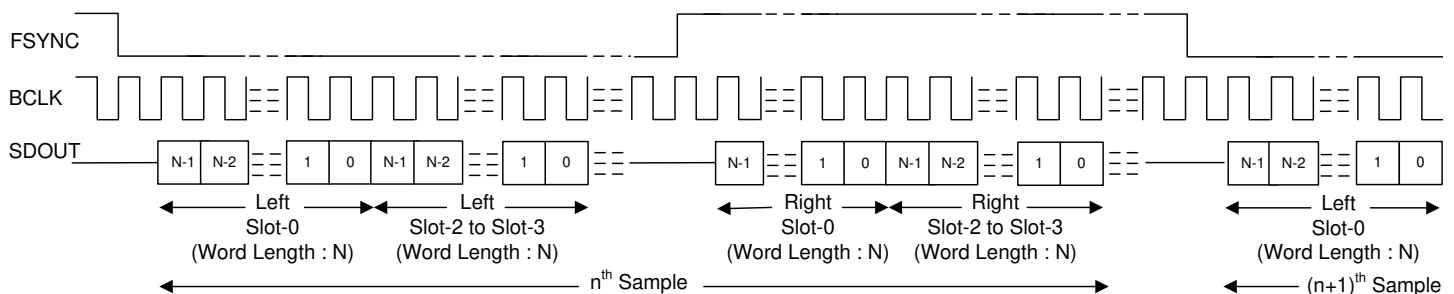 FSYNC
BCLK
SDOUT
N-1 N-2 1 0 N-1 N-2 1 0 N-1 1 0 N-1 N-2 1 0 N-1 N-2 1 0
Left Left Right Right Left
Slot-0 Slot-2 to Slot-3 Slot-0 Slot-2 to Slot-3 Slot-0
(Word Length : N) (Word Length : N) (Word Length : N) (Word Length : N) (Word Length : N)
nth Sample (n+1)th Sample